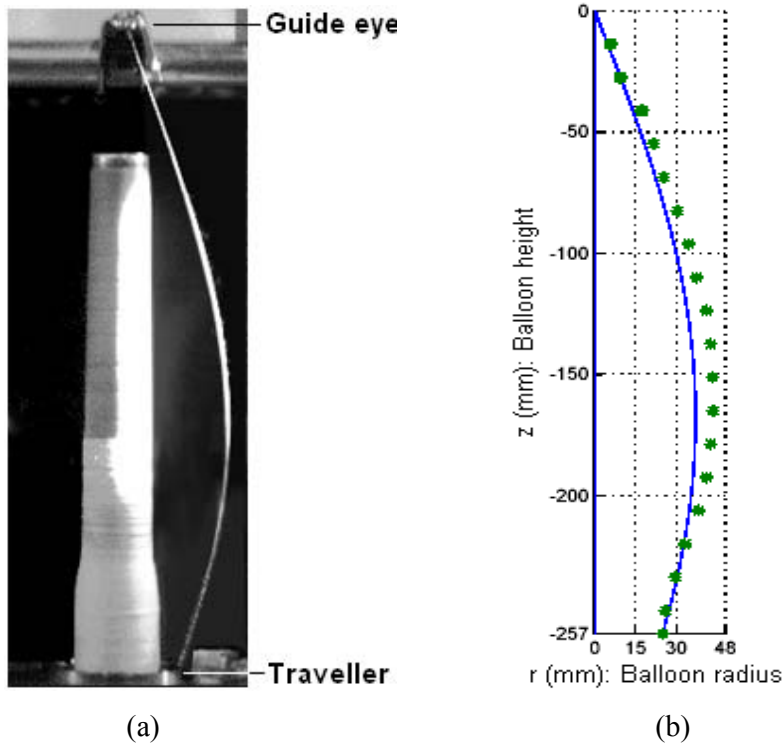 Guide eye
Traveller
(a)
0
-50
-100
-150
-200
-257
z (mm): Balloon height
0 15 30 48
r (mm): Balloon radius
(b)